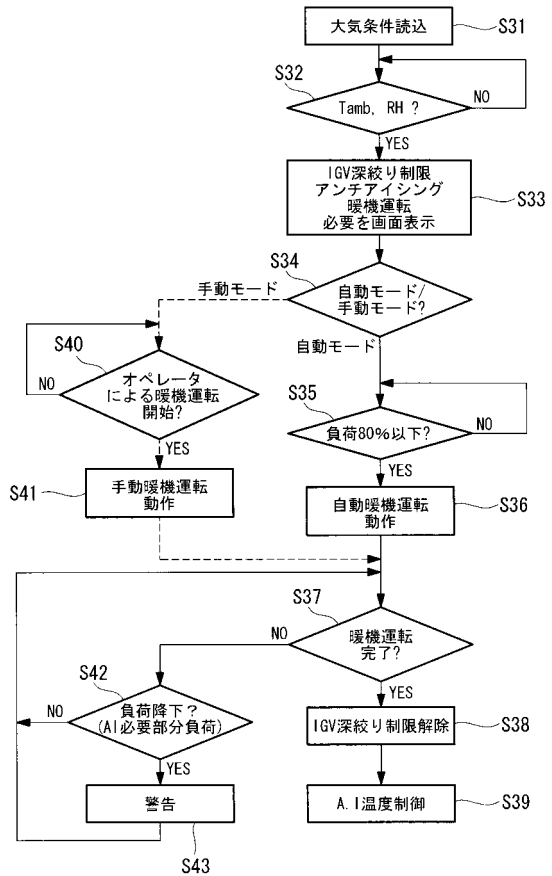 大気条件読込
S31
S32
Tamb, RH ?
NO
YES
IGV深絞り制限
アンチアイシング
暖機運転
必要を画面表示
S33
S34
自動モード/
手動モード?
手動モード
自動モード
S40
オペレータ
による暖機運転
開始?
NO
YES
S35
負荷80%以下?
NO
YES
S41
手動暖機運転
動作
自動暖機運転
動作
S36
S37
暖機運転
完了?
NO
YES
S42
負荷降下?
(AI必要部分負荷)
NO
YES
IGV深絞り制限解除
S38
警告
S43
A.I温度制御
S39